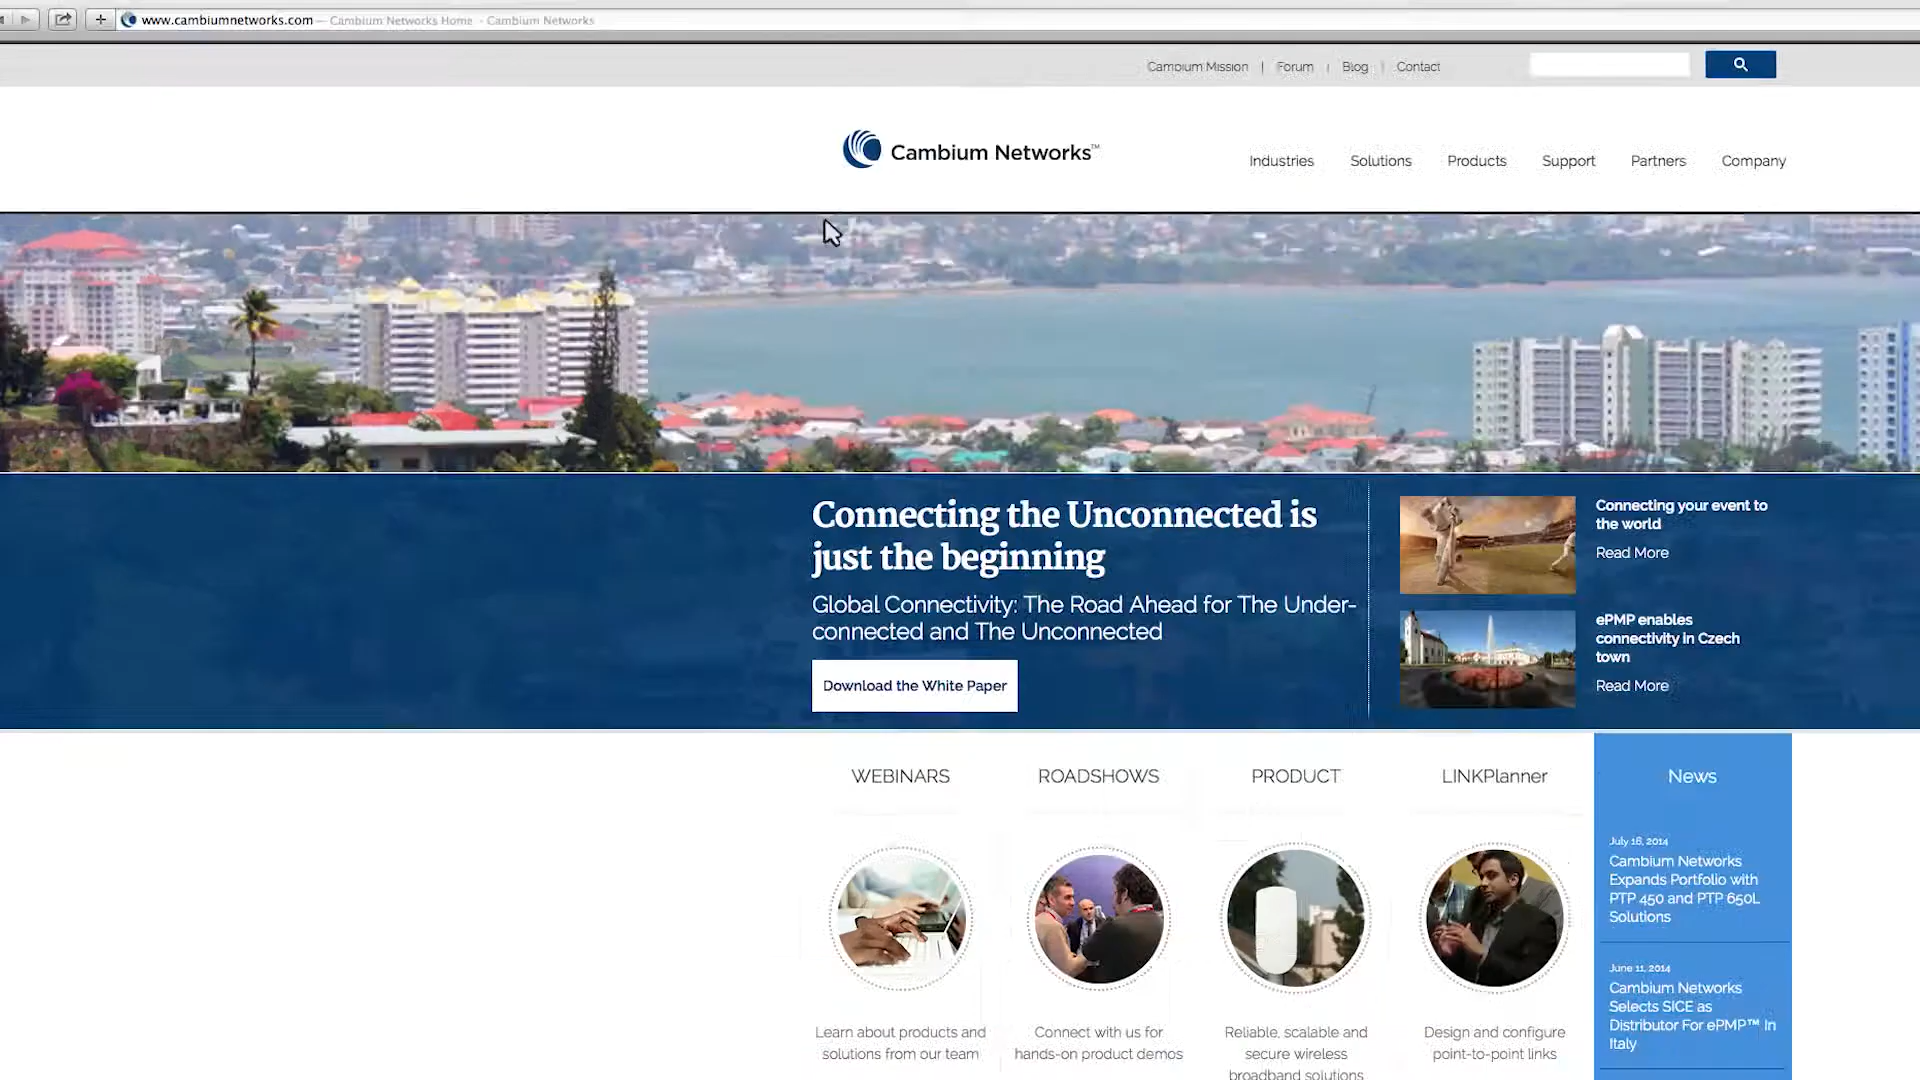 www.cambiumnetworks.com — Cambium Networks Home - Cambium Networks
Cambium Mission | Forum | Blog | Contact
Cambium Networks™
Industries Solutions Products Support Partners Company
Connecting the Unconnected is
just the beginning
Global Connectivity: The Road Ahead for The Under-
connected and The Unconnected
Download the White Paper
Connecting your event to
the world
Read More
ePMP enables
connectivity in Czech
town
Read More
WEBINARS
Learn about products and
solutions from our team
ROADSHOWS
Connect with us for
hands-on product demos
PRODUCT
Reliable, scalable and
secure wireless
broadband solutions
LINKPlanner
Design and configure
point-to-point links
News
July 16, 2014
Cambium Networks
Expands Portfolio with
PTP 450 and PTP 650L
Solutions
June 11, 2014
Cambium Networks
Selects SICE as
Distributor For ePMP™ In
Italy